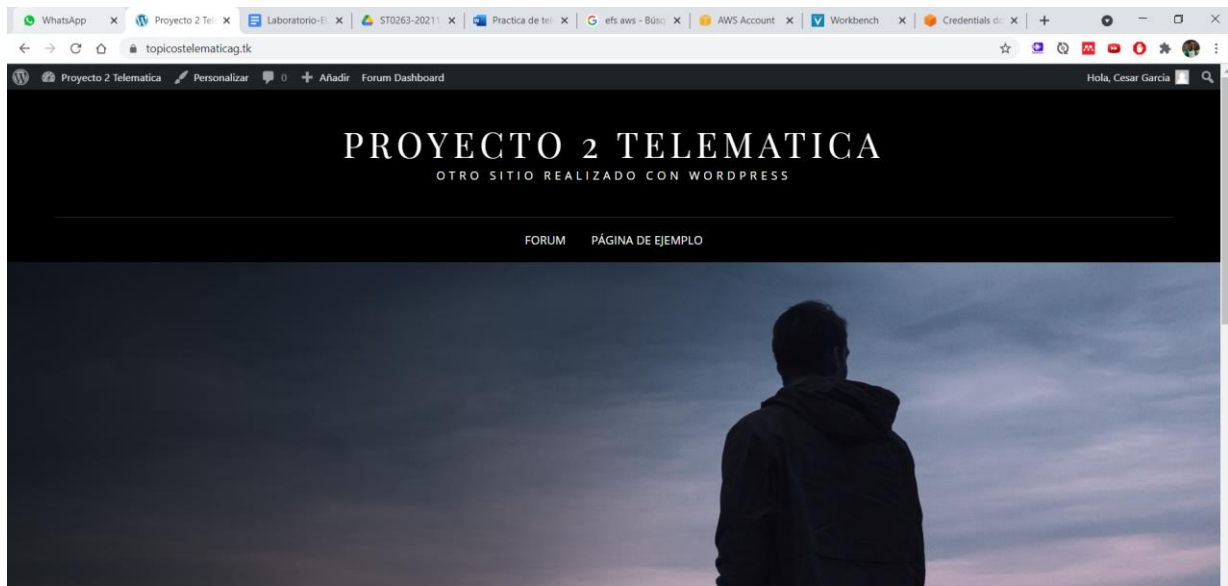 WhatsApp
Proyecto 2 Tel
Laboratorio-E
ST0263-20211
Practica de tel
efs aws - Búsq
AWS Account
Workbench
Credentials do
topicostelematicag.tk
Proyecto 2 Telematica Personalizar 0 Añadir Forum Dashboard
Hola, Cesar Garcia
PROYECTO 2 TELEMATICA
OTRO SITIO REALIZADO CON WORDPRESS
FORUM PÁGINA DE EJEMPLO